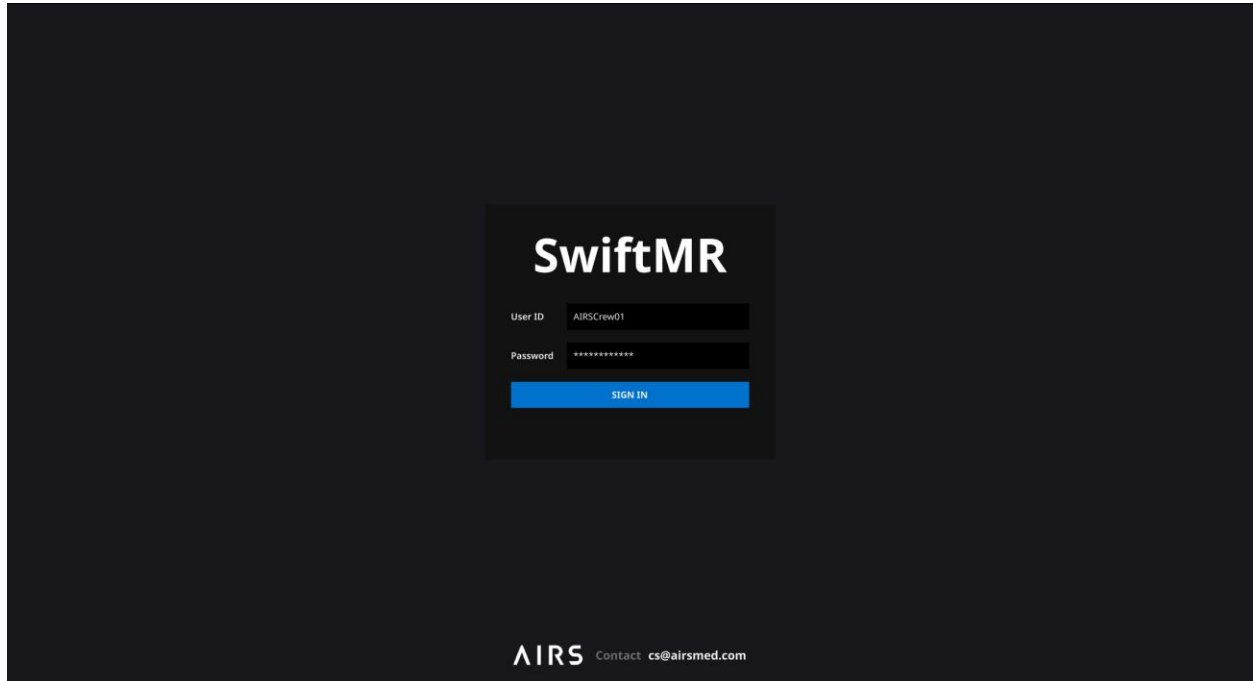 SwiftMR
User ID AIRSCrew01
Password ************
SIGN IN
AIRS Contact cs@airsmed.com